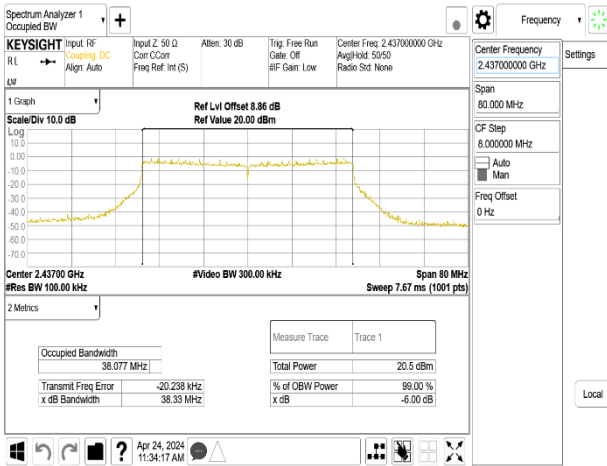 Spectrum Analyzer 1
Occupied BW
Frequency
KEYSIGHT
RL
Input: RF
Coupling: DC
Align: Auto
Input Z: 50 Ω
Corr CCorr
Freq Ref: Int (S)
Atten: 30 dB
Trig: Free Run
Gate: Off
#IF Gain: Low
Center Freq: 2.437000000 GHz
Avg|Hold: 50/50
Radio Std: None
Center Frequency
2.437000000 GHz
Settings
Span
80.000 MHz
CF Step
8.000000 MHz
Auto
Man
Freq Offset
0 Hz
Local
1 Graph
Scale/Div 10.0 dB
Ref Lvl Offset 8.86 dB
Ref Value 20.00 dBm
Log
10.0
0.00
-10.0
-20.0
-30.0
-40.0
-50.0
-60.0
-70.0
Center 2.43700 GHz
#Video BW 300.00 kHz
Span 80 MHz
#Res BW 100.00 kHz
Sweep 7.67 ms (1001 pts)
2 Metrics
Measure Trace
Trace 1
Occupied Bandwidth
38.077 MHz
Total Power
20.5 dBm
Transmit Freq Error
-20.238 kHz
% of OBW Power
99.00 %
x dB Bandwidth
38.33 MHz
x dB
-6.00 dB
?
Apr 24, 2024
11:34:17 AM